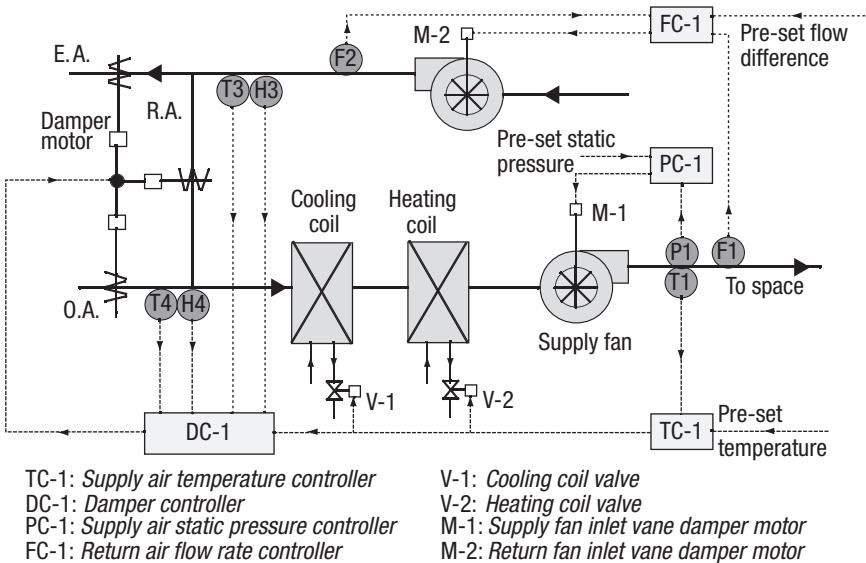 M-2
FC-1
Pre-set flow
difference
E.A.
F2
R.A.
T3
H3
Damper
motor
Pre-set static
pressure
PC-1
Cooling
coil
Heating
coil
M-1
P1
F1
T1
To space
O.A.
T4
H4
Supply fan
V-1
V-2
DC-1
TC-1
Pre-set
temperature
TC-1: Supply air temperature controller
DC-1: Damper controller
PC-1: Supply air static pressure controller
FC-1: Return air flow rate controller
V-1: Cooling coil valve
V-2: Heating coil valve
M-1: Supply fan inlet vane damper motor
M-2: Return fan inlet vane damper motor